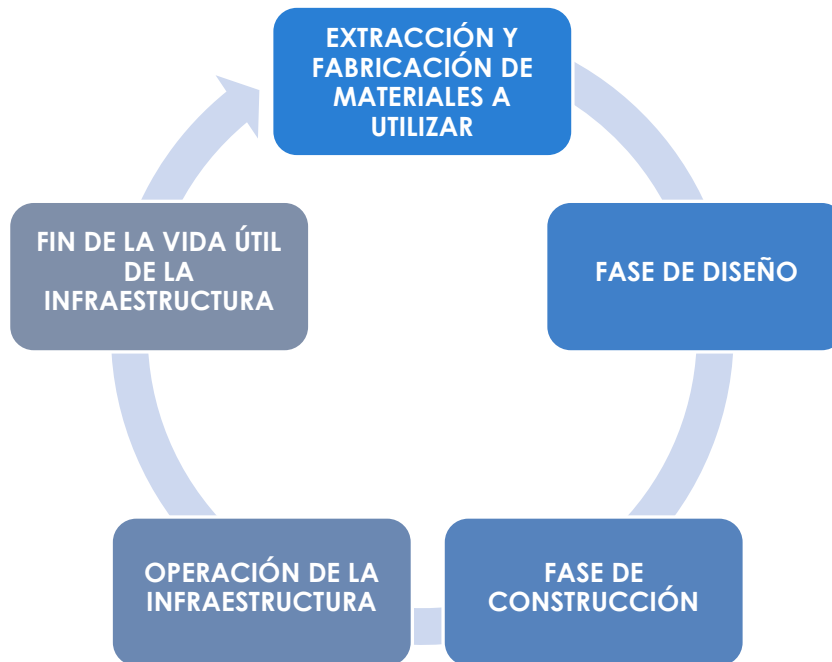 EXTRACCIÓN Y
FABRICACIÓN DE
MATERIALES A
UTILIZAR
FASE DE DISEÑO
FASE DE
CONSTRUCCIÓN
OPERACIÓN DE LA
INFRAESTRUCTURA
FIN DE LA VIDA ÚTIL
DE LA
INFRAESTRUCTURA